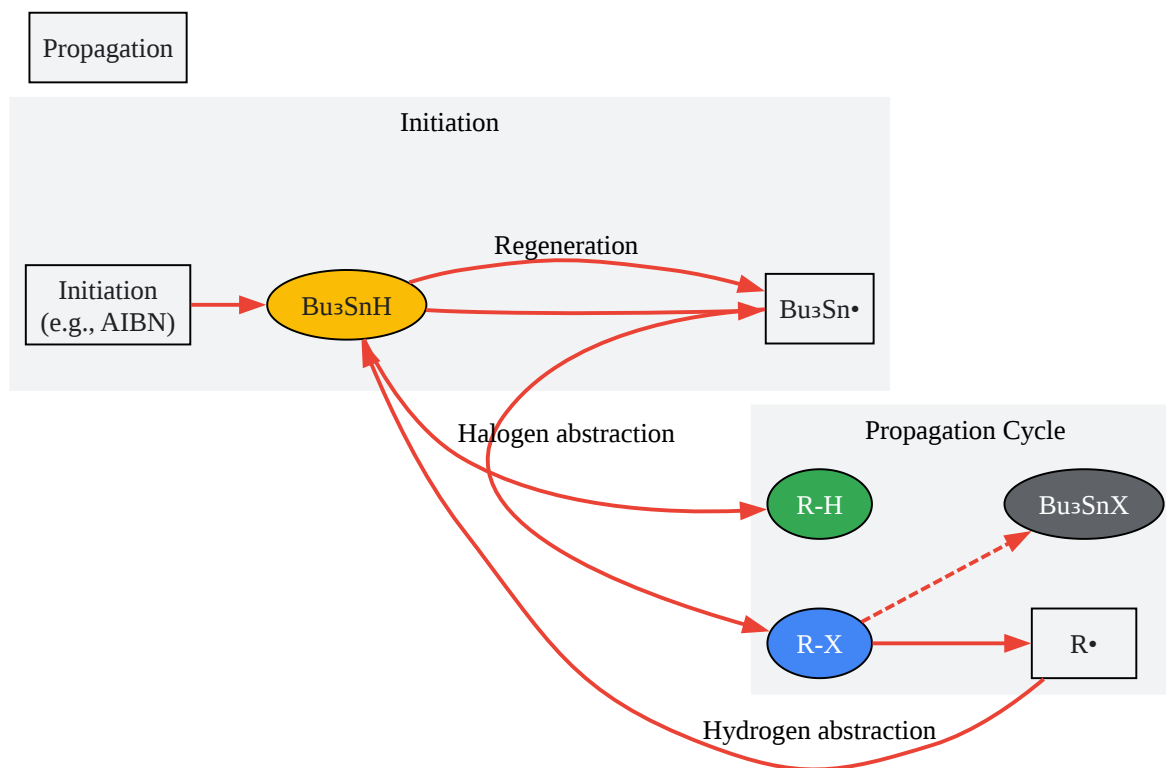 Propagation
Initiation
Regeneration
Initiation
(e.g., AIBN)
Bu₃SnH
Bu₃Sn•
Halogen abstraction
Propagation Cycle
R-H
Bu₃SnX
R-X
R•
Hydrogen abstraction